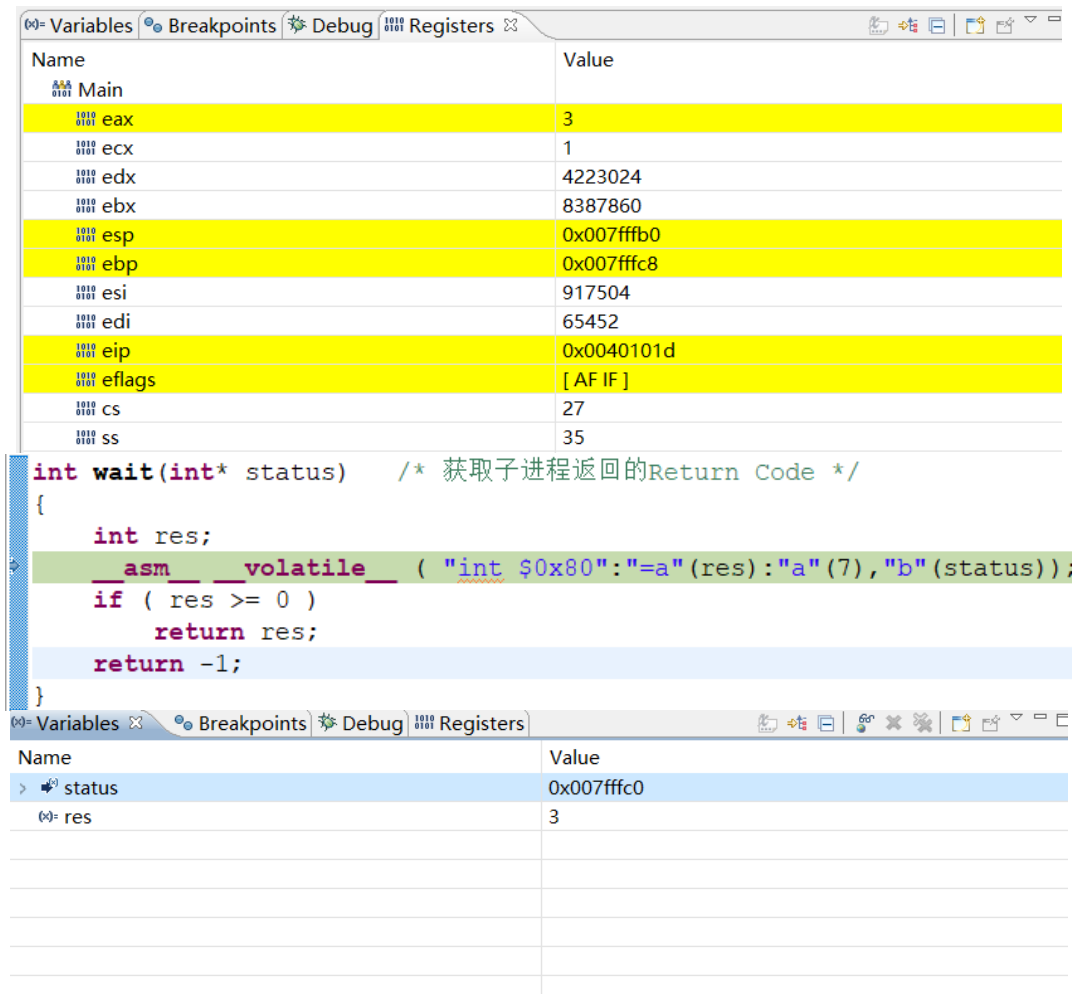 (x)= Variables Breakpoints Debug Registers
Name Value
Main
eax 3
ecx 1
edx 4223024
ebx 8387860
esp 0x007fffb0
ebp 0x007fffc8
esi 917504
edi 65452
eip 0x0040101d
eflags [ AF IF ]
cs 27
ss 35
int wait(int* status) /* 获取子进程返回的Return Code */
{
int res;
__asm__ __volatile__ ( "int $0x80":"=a"(res):"a"(7),"b"(status));
if ( res >= 0 )
return res;
return -1;
}
(x)= Variables Breakpoints Debug Registers
Name Value
status 0x007fffc0
(x)= res 3